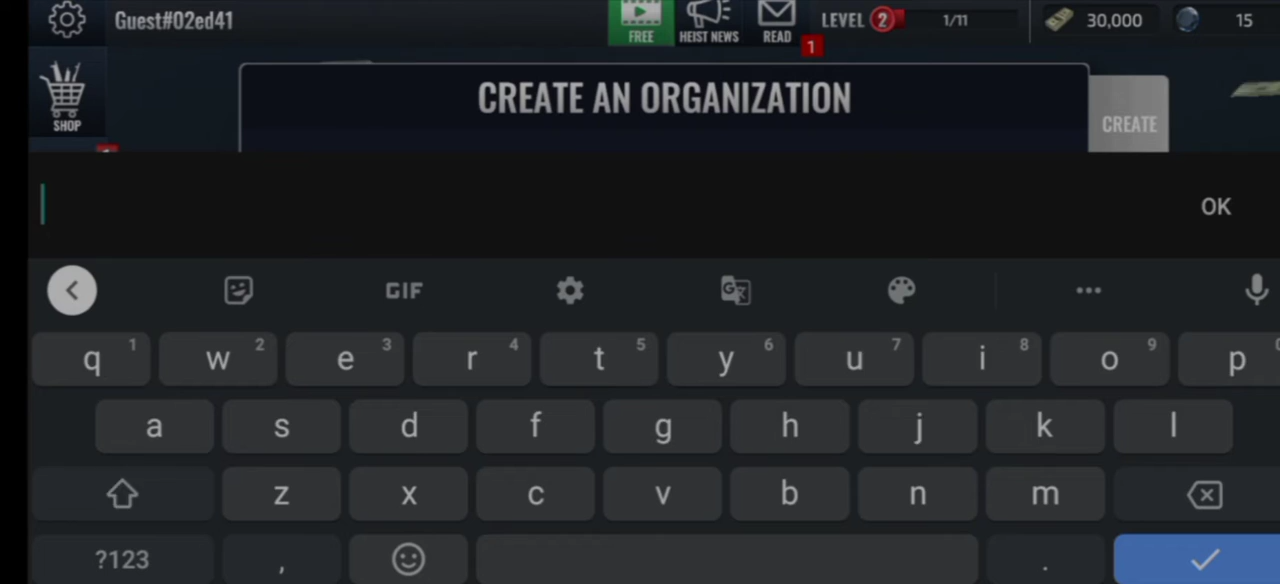 Guest#02ed41
FREE
HEIST NEWS
READ
1
LEVEL 2
1/11
30,000
15
SHOP
CREATE AN ORGANIZATION
CREATE
OK
GIF
q 1 w 2 e 3 r 4 t 5 y 6 u 7 i 8 o 9 p
a s d f g h j k l
z x c v b n m
?123 , .